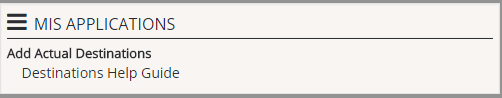 MIS APPLICATIONS
Add Actual Destinations
Destinations Help Guide